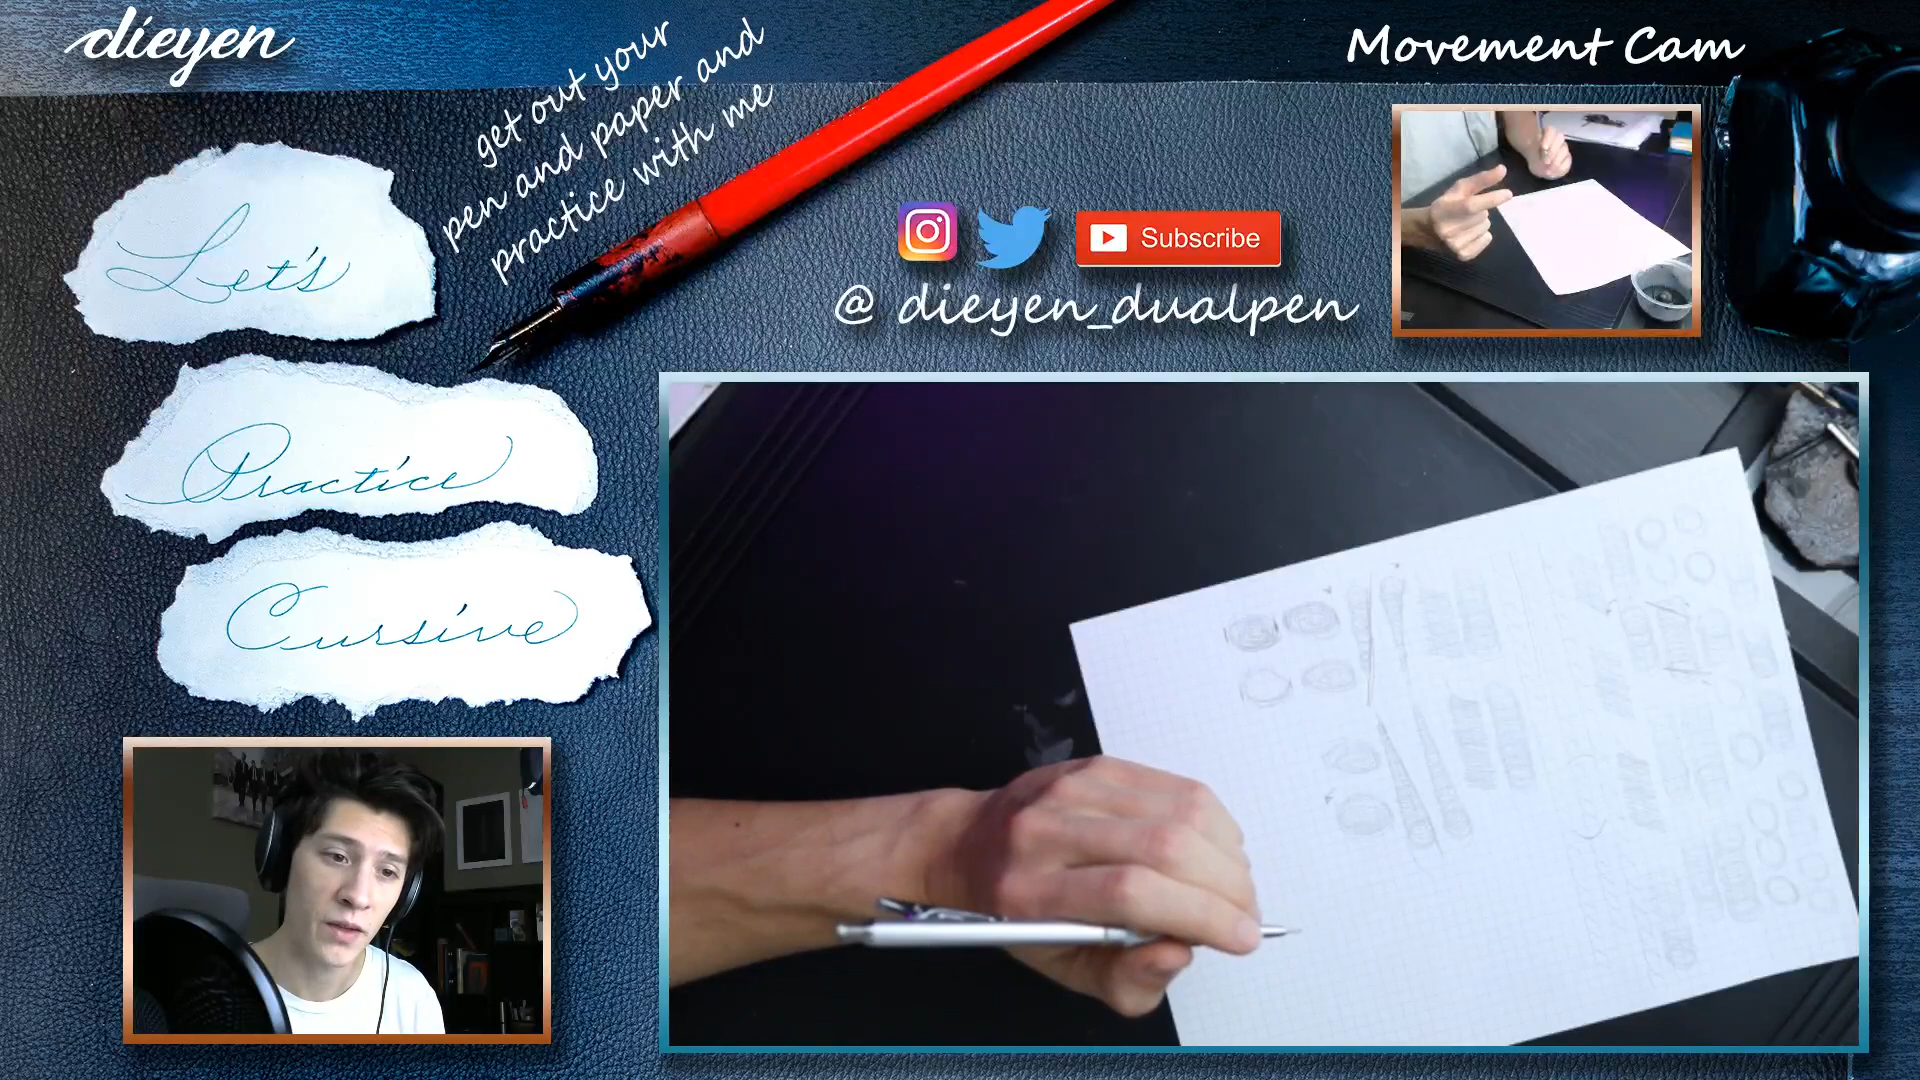 dieyen
get out your
pen and paper and
practice with me
Movement Cam
Let's
Practice
Cursive
Subscribe
@ dieyen_dualpen